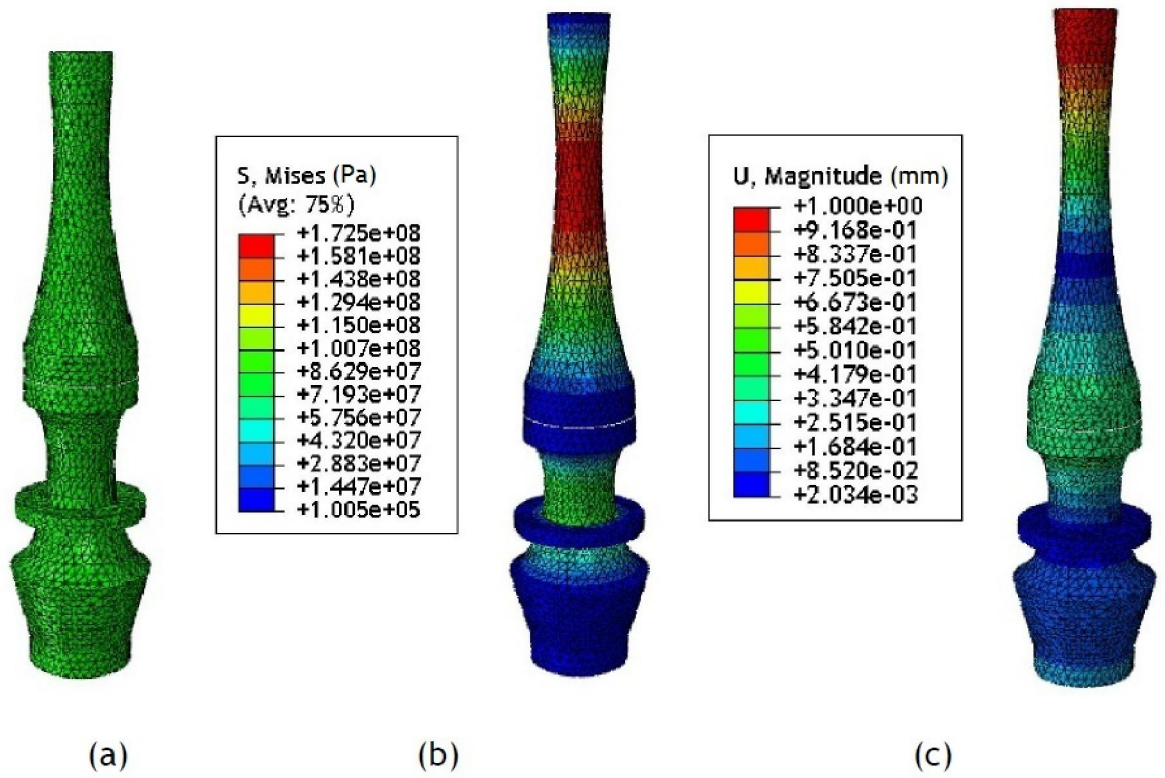 S, Mises (Pa)
(Avg: 75%)
+1.725e+08
+1.581e+08
+1.438e+08
+1.294e+08
+1.150e+08
+1.007e+08
+8.629e+07
+7.193e+07
+5.756e+07
+4.320e+07
+2.883e+07
+1.447e+07
+1.005e+05
U, Magnitude (mm)
+1.000e+00
+9.168e-01
+8.337e-01
+7.505e-01
+6.673e-01
+5.842e-01
+5.010e-01
+4.179e-01
+3.347e-01
+2.515e-01
+1.684e-01
+8.520e-02
+2.034e-03
(a)
(b)
(c)